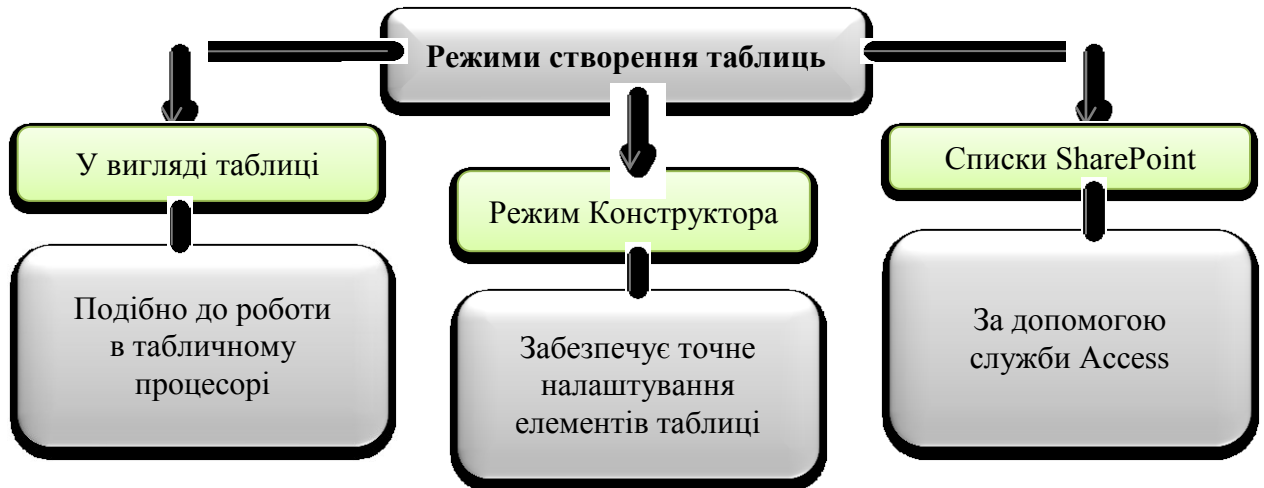 Режими створення таблиць
У вигляді таблиці
Подібно до роботи
в табличному
процесорі
Режим Конструктора
Забезпечує точне
налаштування
елементів таблиці
Списки SharePoint
За допомогою
служби Access